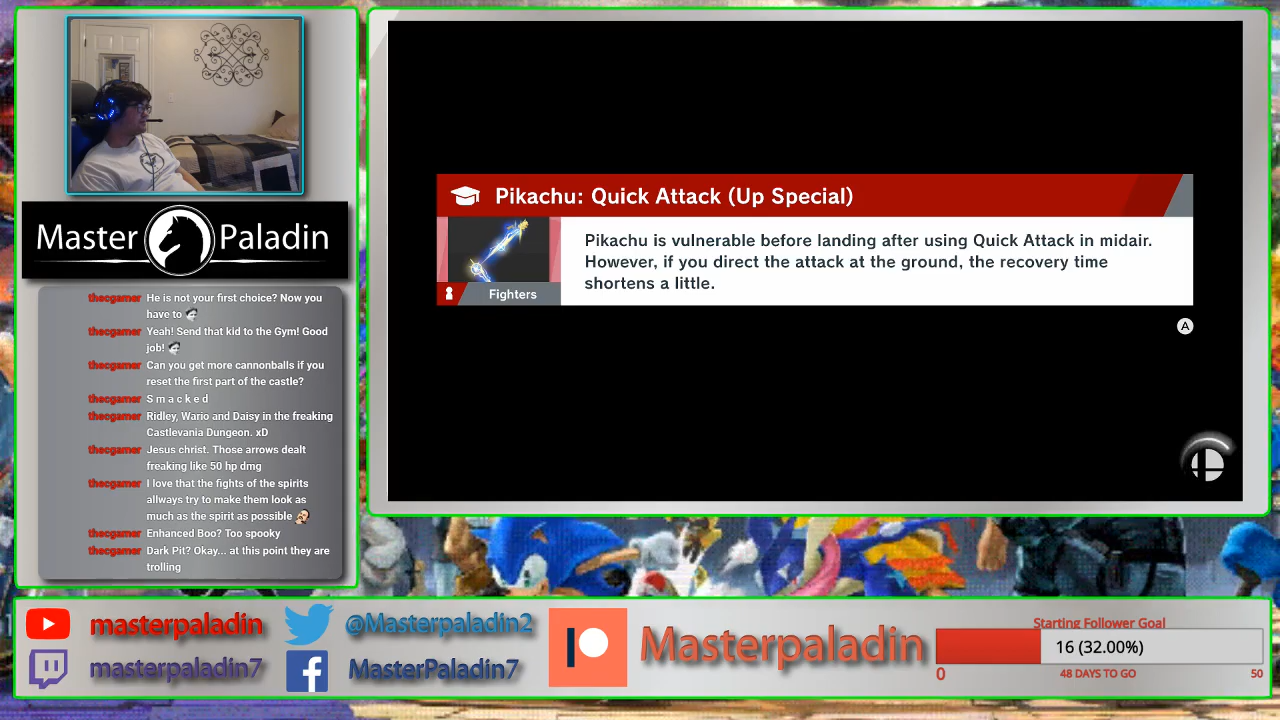 Pikachu: Quick Attack (Up Special)
Pikachu is vulnerable before landing after using Quick Attack in midair.
However, if you direct the attack at the ground, the recovery time
shortens a little.
Fighters
A
Master Paladin
thecgamer He is not your first choice? Now you
have to
thecgamer Yeah! Send that kid to the Gym! Good
job!
thecgamer Can you get more cannonballs if you
reset the first part of the castle?
thecgamer S m a c k e d
thecgamer Ridley, Wario and Daisy in the freaking
Castlevania Dungeon. xD
thecgamer Jesus christ. Those arrows dealt
freaking like 50 hp dmg
thecgamer I love that the fights of the spirits
allways try to make them look as
much as the spirit as possible
thecgamer Enhanced Boo? Too spooky
thecgamer Dark Pit? Okay... at this point they are
trolling
masterpaladin
@Masterpaladin2
masterpaladin7
MasterPaladin7
Masterpaladin
Starting Follower Goal
16 (32.00%)
0 48 DAYS TO GO 50